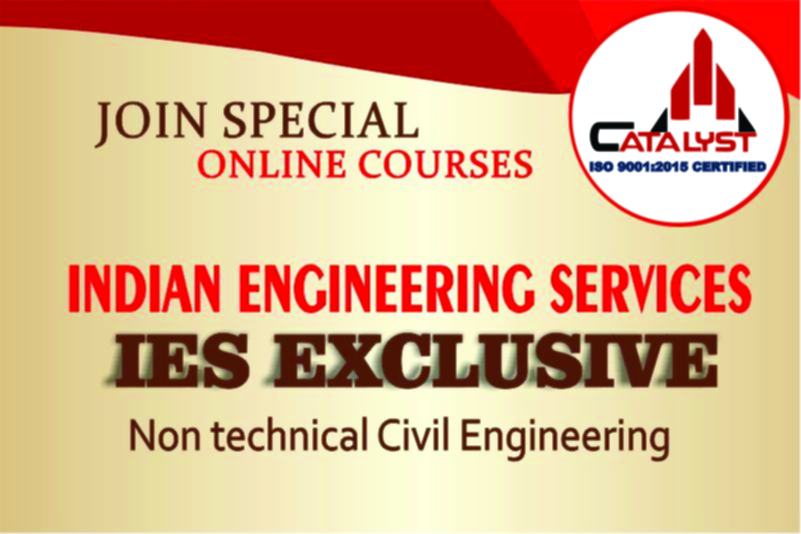 JOIN SPECIAL
ONLINE COURSES
CATALYST
ISO 9001:2015 CERTIFIED
INDIAN ENGINEERING SERVICES
IES EXCLUSIVE
Non technical Civil Engineering